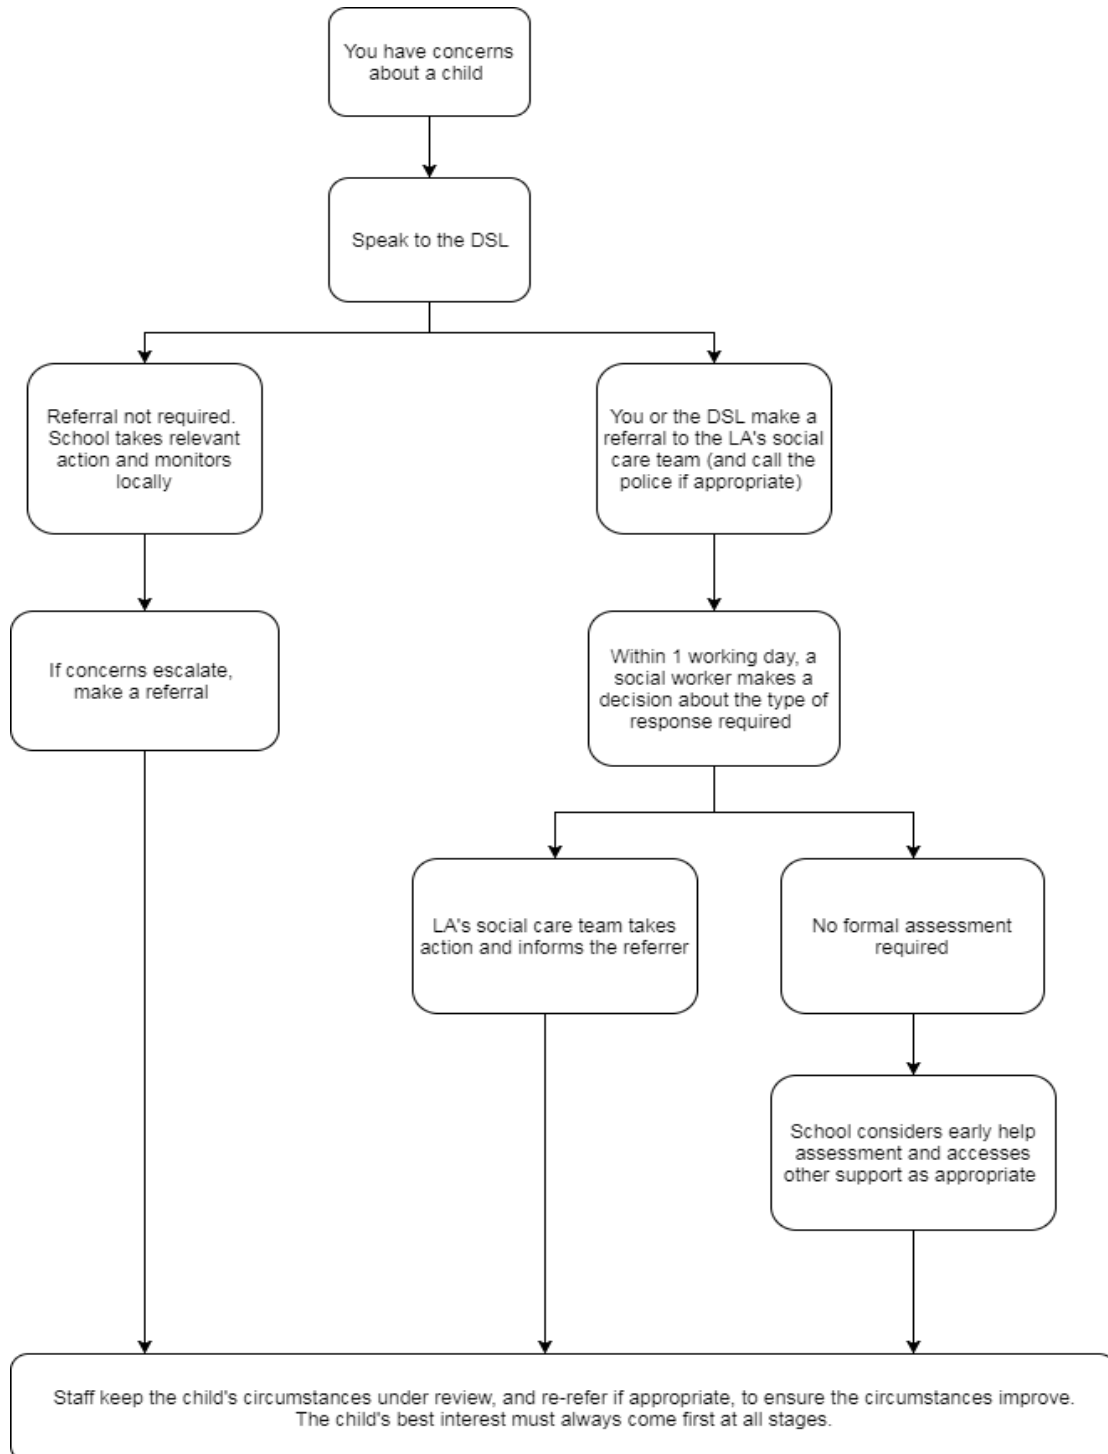 You have concerns
about a child
Speak to the DSL
Referral not required.
School takes relevant
action and monitors
locally
You or the DSL make a
referral to the LA's social
care team (and call the
police if appropriate)
If concerns escalate,
make a referral
Within 1 working day, a
social worker makes a
decision about the type of
response required
LA's social care team takes
action and informs the referrer
No formal assessment
required
School considers early help
assessment and accesses
other support as appropriate
Staff keep the child's circumstances under review, and re-refer if appropriate, to ensure the circumstances improve.
The child's best interest must always come first at all stages.